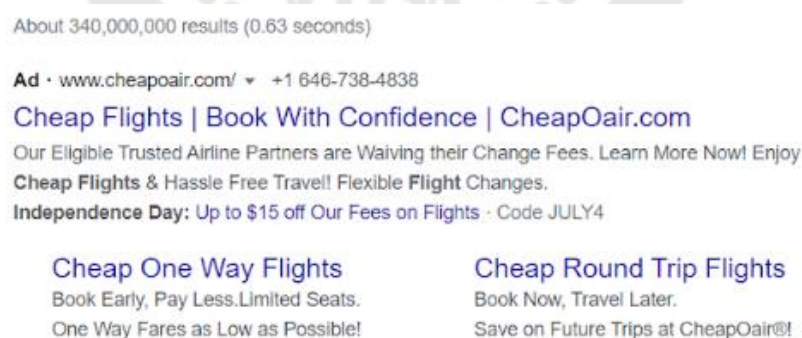 About 340,000,000 results (0.63 seconds)
Ad · www.cheapoair.com/ ▾ +1 646-738-4838
Cheap Flights | Book With Confidence | CheapOair.com
Our Eligible Trusted Airline Partners are Waiving their Change Fees. Learn More Now! Enjoy
Cheap Flights & Hassle Free Travel! Flexible Flight Changes.
Independence Day: Up to $15 off Our Fees on Flights · Code JULY4
Cheap One Way Flights
Book Early, Pay Less.Limited Seats.
One Way Fares as Low as Possible!
Cheap Round Trip Flights
Book Now, Travel Later.
Save on Future Trips at CheapOair®!